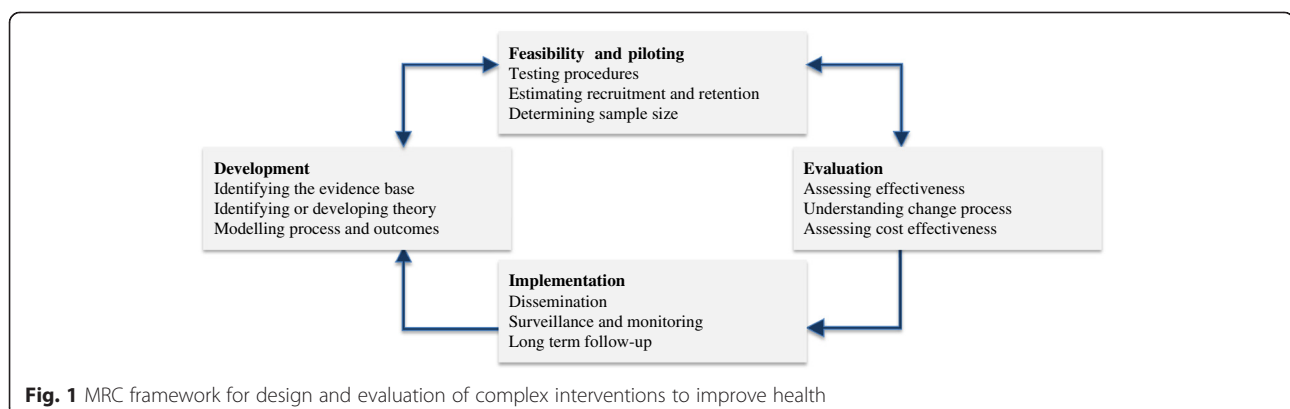 Feasibility and piloting
Testing procedures
Estimating recruitment and retention
Determining sample size
Development
Identifying the evidence base
Identifying or developing theory
Modelling process and outcomes
Evaluation
Assessing effectiveness
Understanding change process
Assessing cost effectiveness
Implementation
Dissemination
Surveillance and monitoring
Long term follow-up
Fig. 1 MRC framework for design and evaluation of complex interventions to improve health